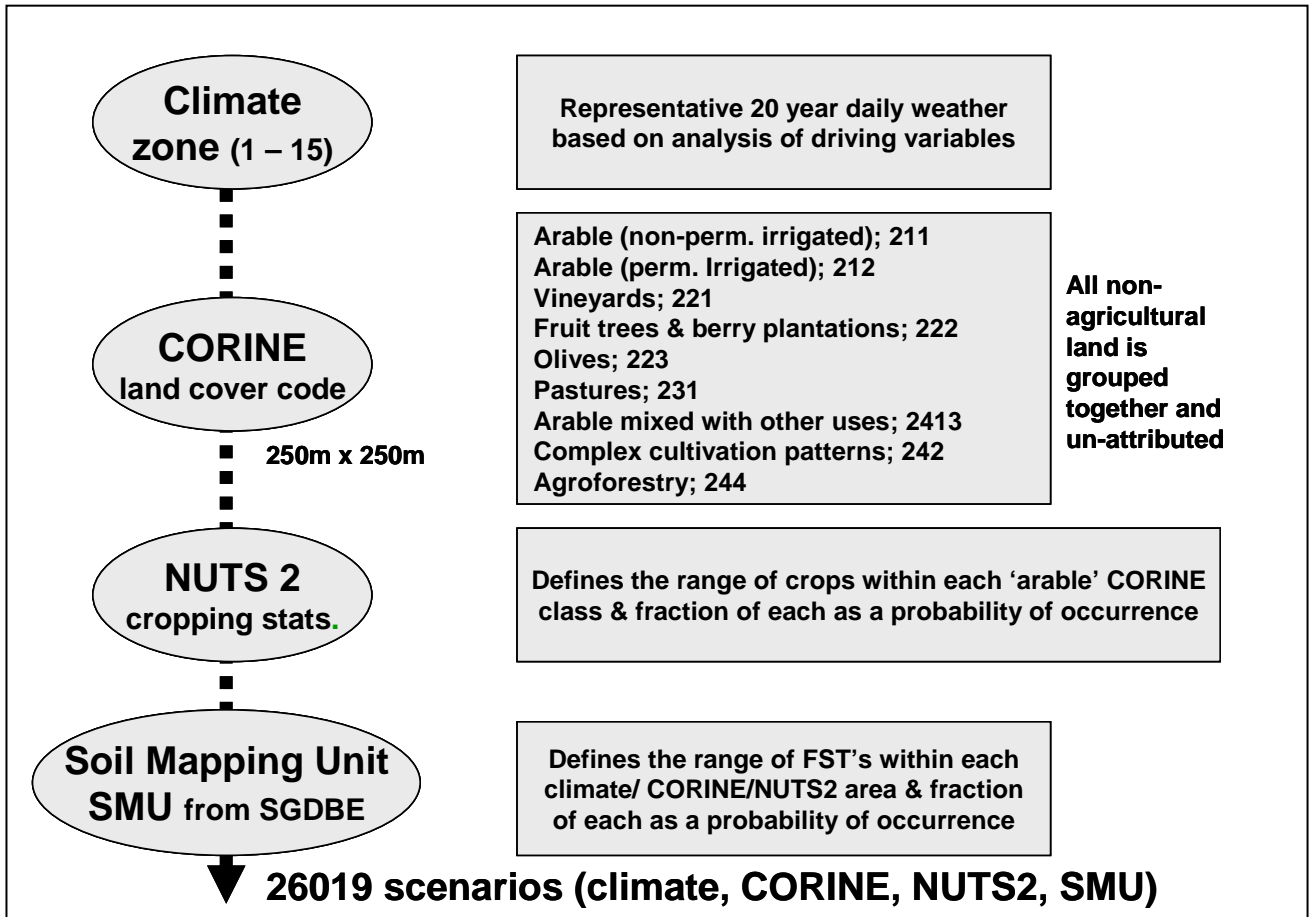 Climate
zone (1 – 15)
Representative 20 year daily weather
based on analysis of driving variables
Arable (non-perm. irrigated); 211
Arable (perm. Irrigated); 212
Vineyards; 221
Fruit trees & berry plantations; 222
Olives; 223
Pastures; 231
Arable mixed with other uses; 2413
Complex cultivation patterns; 242
Agroforestry; 244
All non-
agricultural
land is
grouped
together and
un-attributed
CORINE
land cover code
250m x 250m
NUTS 2
cropping stats.
Defines the range of crops within each ‘arable’ CORINE
class & fraction of each as a probability of occurrence
Soil Mapping Unit
SMU from SGDBE
Defines the range of FST’s within each
climate/ CORINE/NUTS2 area & fraction
of each as a probability of occurrence
26019 scenarios (climate, CORINE, NUTS2, SMU)